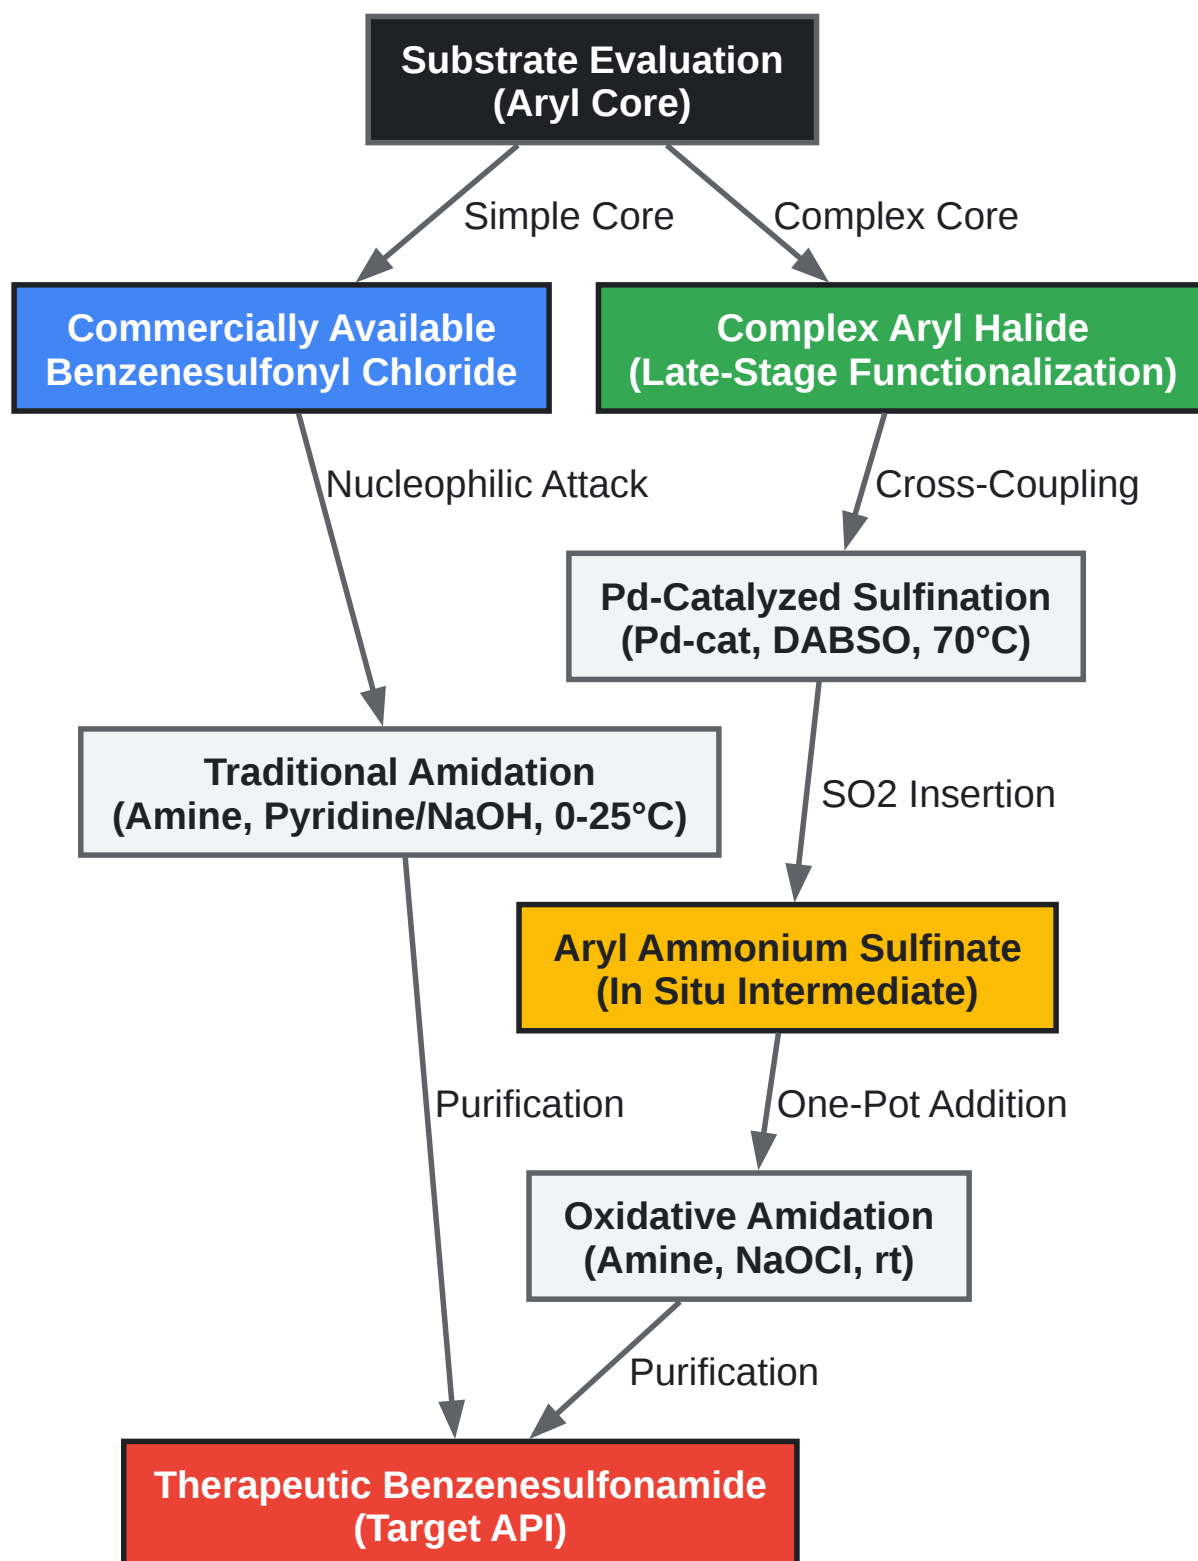 Substrate Evaluation
(Aryl Core)
Simple Core
Complex Core
Commercially Available
Benzenesulfonyl Chloride
Complex Aryl Halide
(Late-Stage Functionalization)
Nucleophilic Attack
Cross-Coupling
Pd-Catalyzed Sulfination
(Pd-cat, DABSO, 70°C)
Traditional Amidation
(Amine, Pyridine/NaOH, 0-25°C)
SO2 Insertion
Aryl Ammonium Sulfinate
(In Situ Intermediate)
Purification
One-Pot Addition
Oxidative Amidation
(Amine, NaOCl, rt)
Purification
Therapeutic Benzenesulfonamide
(Target API)